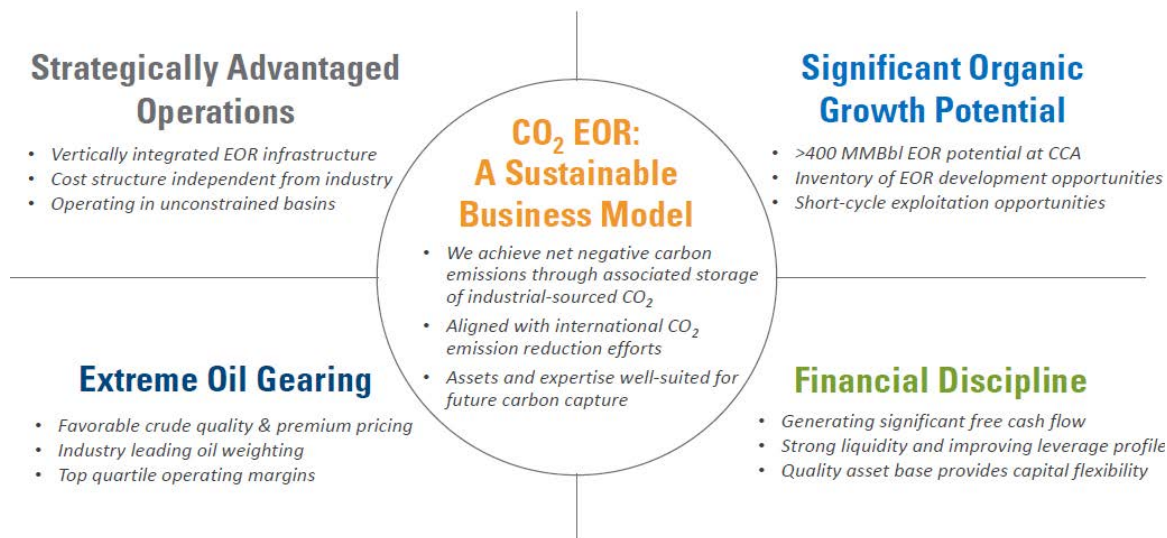 Strategically Advantaged
Operations
• Vertically integrated EOR infrastructure
• Cost structure independent from industry
• Operating in unconstrained basins
Significant Organic
Growth Potential
• >400 MMBbl EOR potential at CCA
• Inventory of EOR development opportunities
• Short-cycle exploitation opportunities
CO₂ EOR:
A Sustainable
Business Model
• We achieve net negative carbon
emissions through associated storage
of industrial-sourced CO₂
• Aligned with international CO₂
emission reduction efforts
• Assets and expertise well-suited for
future carbon capture
Extreme Oil Gearing
• Favorable crude quality & premium pricing
• Industry leading oil weighting
• Top quartile operating margins
Financial Discipline
• Generating significant free cash flow
• Strong liquidity and improving leverage profile
• Quality asset base provides capital flexibility